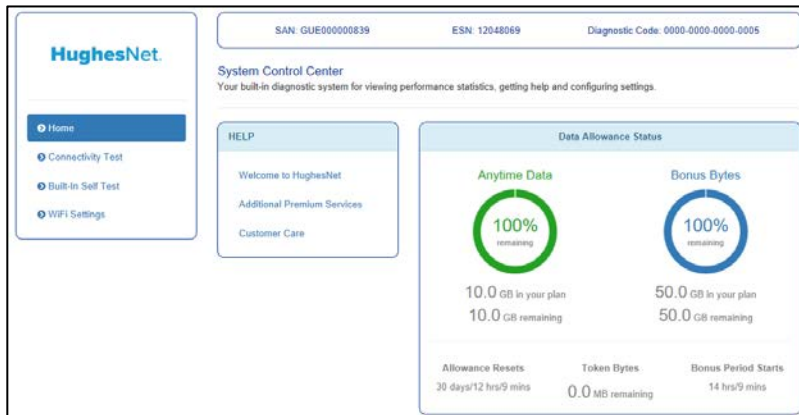 HughesNet.
SAN: GUE000000839 ESN: 12048069 Diagnostic Code: 0000-0000-0000-0005
System Control Center
Your built-in diagnostic system for viewing performance statistics, getting help and configuring settings.
Home
Connectivity Test
Built-In Self Test
WiFi Settings
HELP
Welcome to HughesNet
Additional Premium Services
Customer Care
Data Allowance Status
Anytime Data
100%
remaining
10.0 GB in your plan
10.0 GB remaining
Bonus Bytes
100%
remaining
50.0 GB in your plan
50.0 GB remaining
Allowance Resets
30 days/12 hrs/9 mins
Token Bytes
0.0 MB remaining
Bonus Period Starts
14 hrs/9 mins